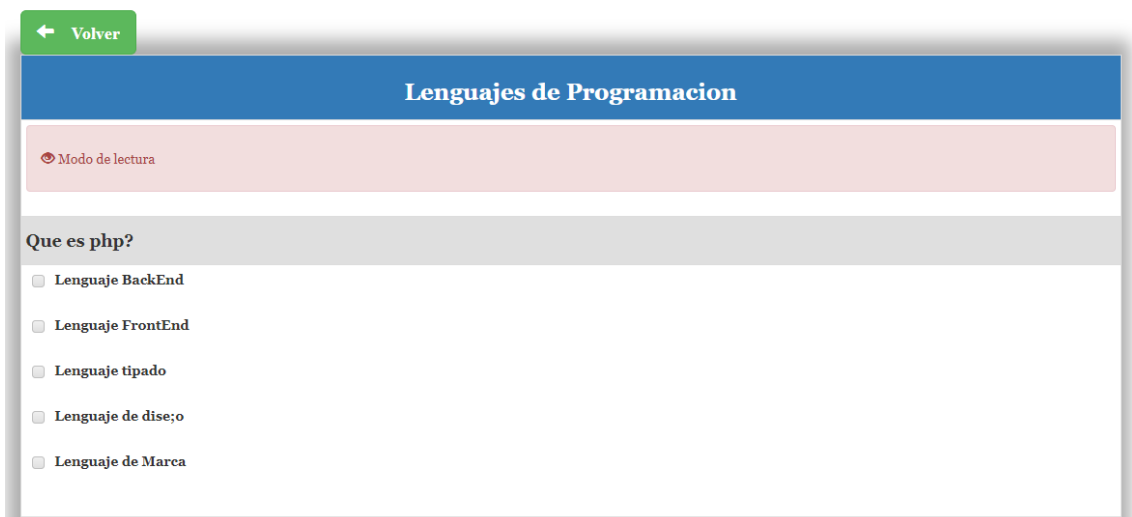 Volver
Lenguajes de Programacion
Modo de lectura
Que es php?
Lenguaje BackEnd
Lenguaje FrontEnd
Lenguaje tipado
Lenguaje de dise;o
Lenguaje de Marca